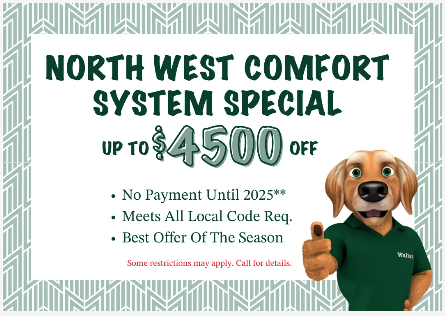 NORTH WEST COMFORT
SYSTEM SPECIAL
UP TO $4500 OFF
• No Payment Until 2025**
• Meets All Local Code Req.
• Best Offer Of The Season
Some restrictions may apply. Call for details.